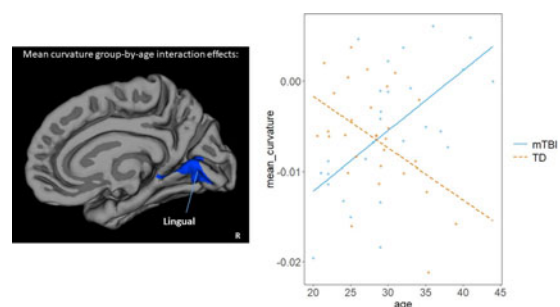 Mean curvature group-by-age interaction effects:
Lingual
R
mean_curvature
0.00
-0.01
-0.02
20
25
30
35
40
45
age
mTBI
TD